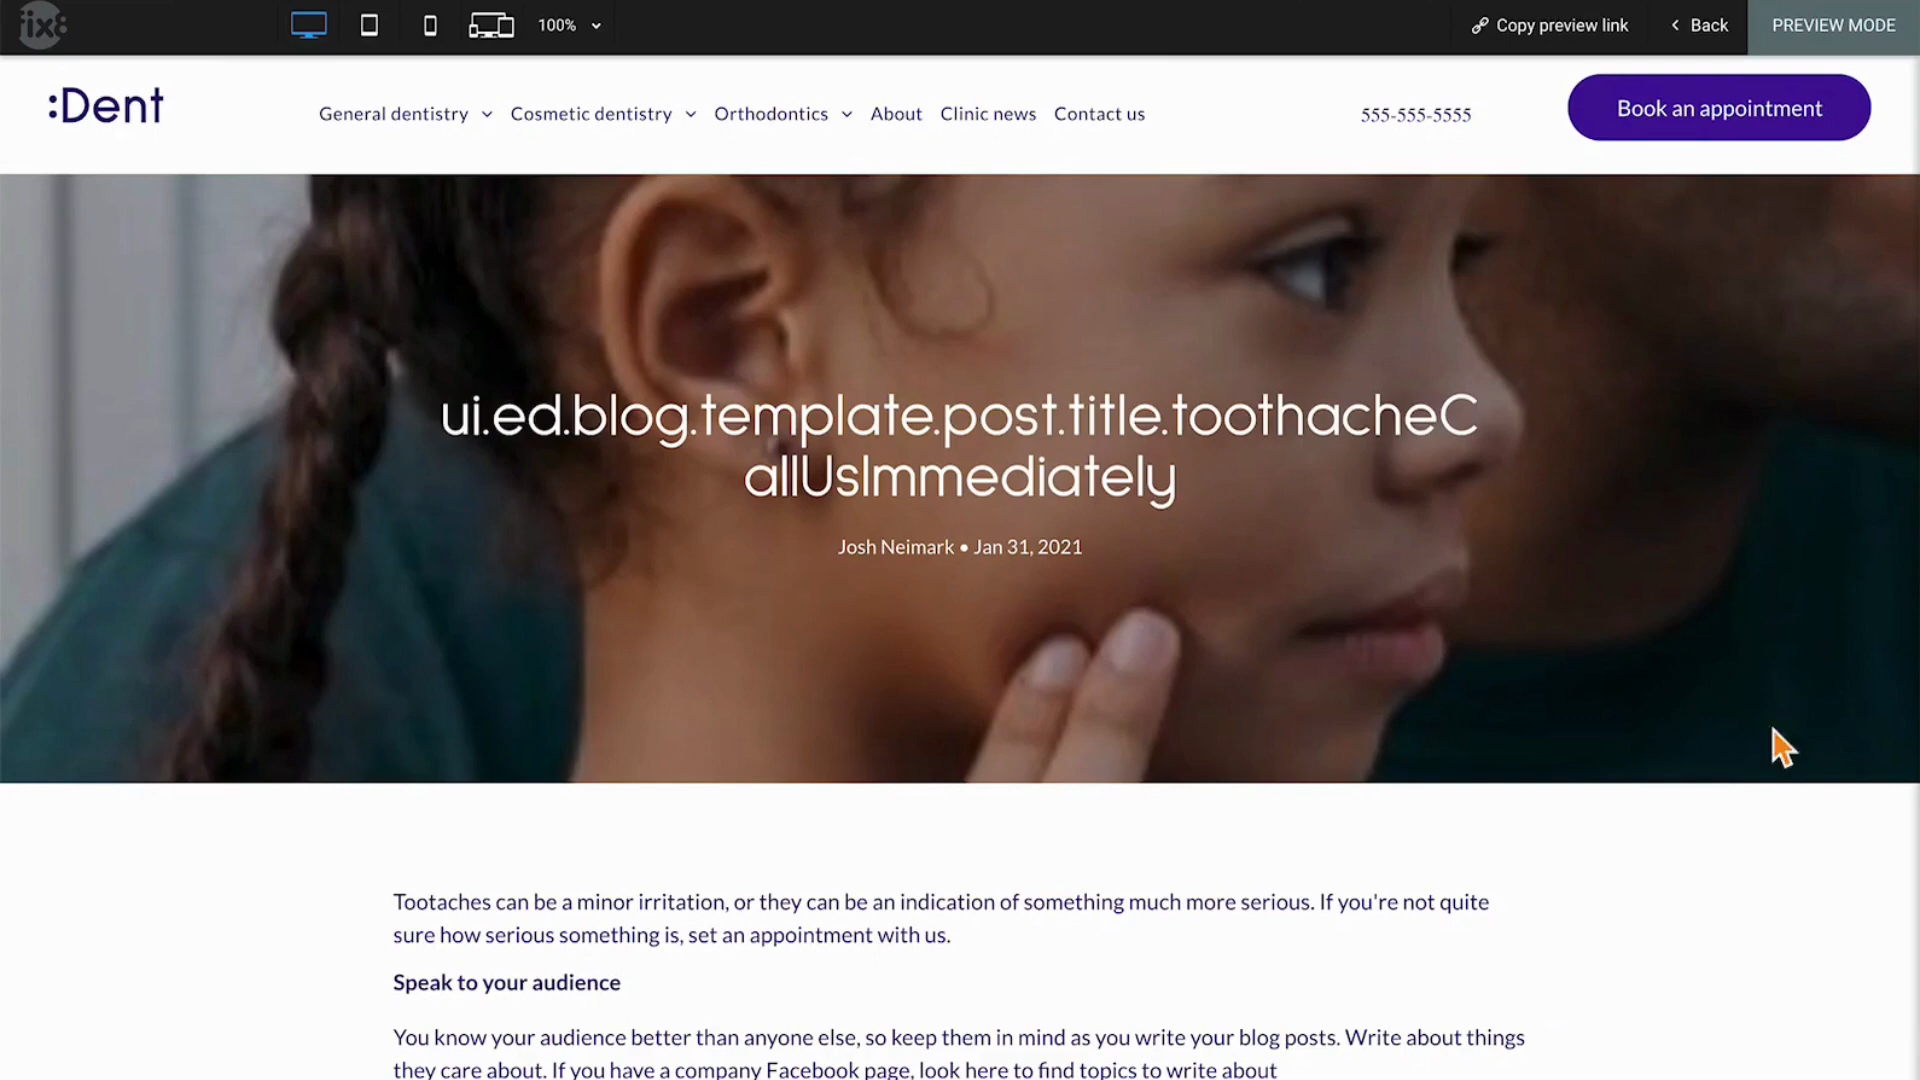 fix8
100%
Copy preview link
Back
PREVIEW MODE
:Dent
General dentistry
Cosmetic dentistry
Orthodontics
About
Clinic news
Contact us
555-555-5555
Book an appointment
ui.ed.blog.template.post.title.toothacheC
allUsImmediately
Josh Neimark • Jan 31, 2021
Tootaches can be a minor irritation, or they can be an indication of something much more serious. If you're not quite
sure how serious something is, set an appointment with us.
Speak to your audience
You know your audience better than anyone else, so keep them in mind as you write your blog posts. Write about things
they care about. If you have a company Facebook page, look here to find topics to write about